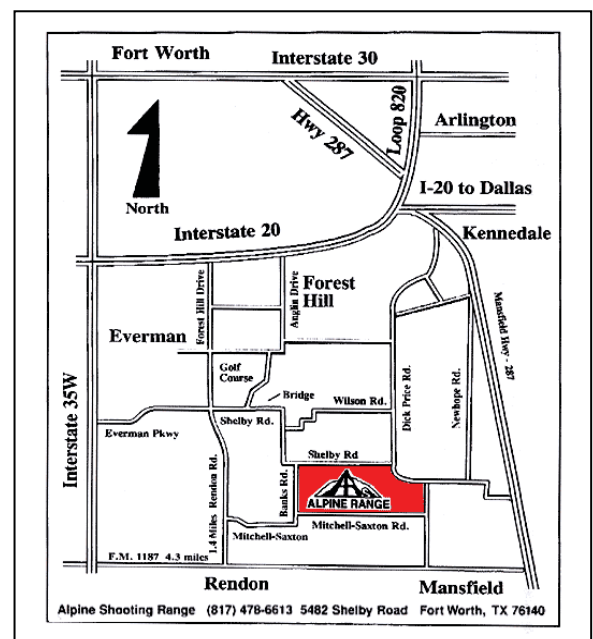 Fort Worth
Interstate 30
Hwy 287
Loop 820
Arlington
North
I-20 to Dallas
Interstate 20
Kennedale
Forest Hill Drive
Anglin Drive
Forest
Hill
Mansfield Hwy - 287
Everman
Golf
Course
Bridge
Wilson Rd.
Dick Price Rd.
Newhope Rd.
Interstate 35W
Everman Pkwy
Shelby Rd.
Shelby Rd
1.4 Miles Rendon Rd.
Banks Rd.
ALPINE RANGE
Mitchell-Saxton
Mitchell-Saxton Rd.
F.M. 1187 4.3 miles
Rendon
Mansfield
Alpine Shooting Range (817) 478-6613 5482 Shelby Road Fort Worth, TX 76140